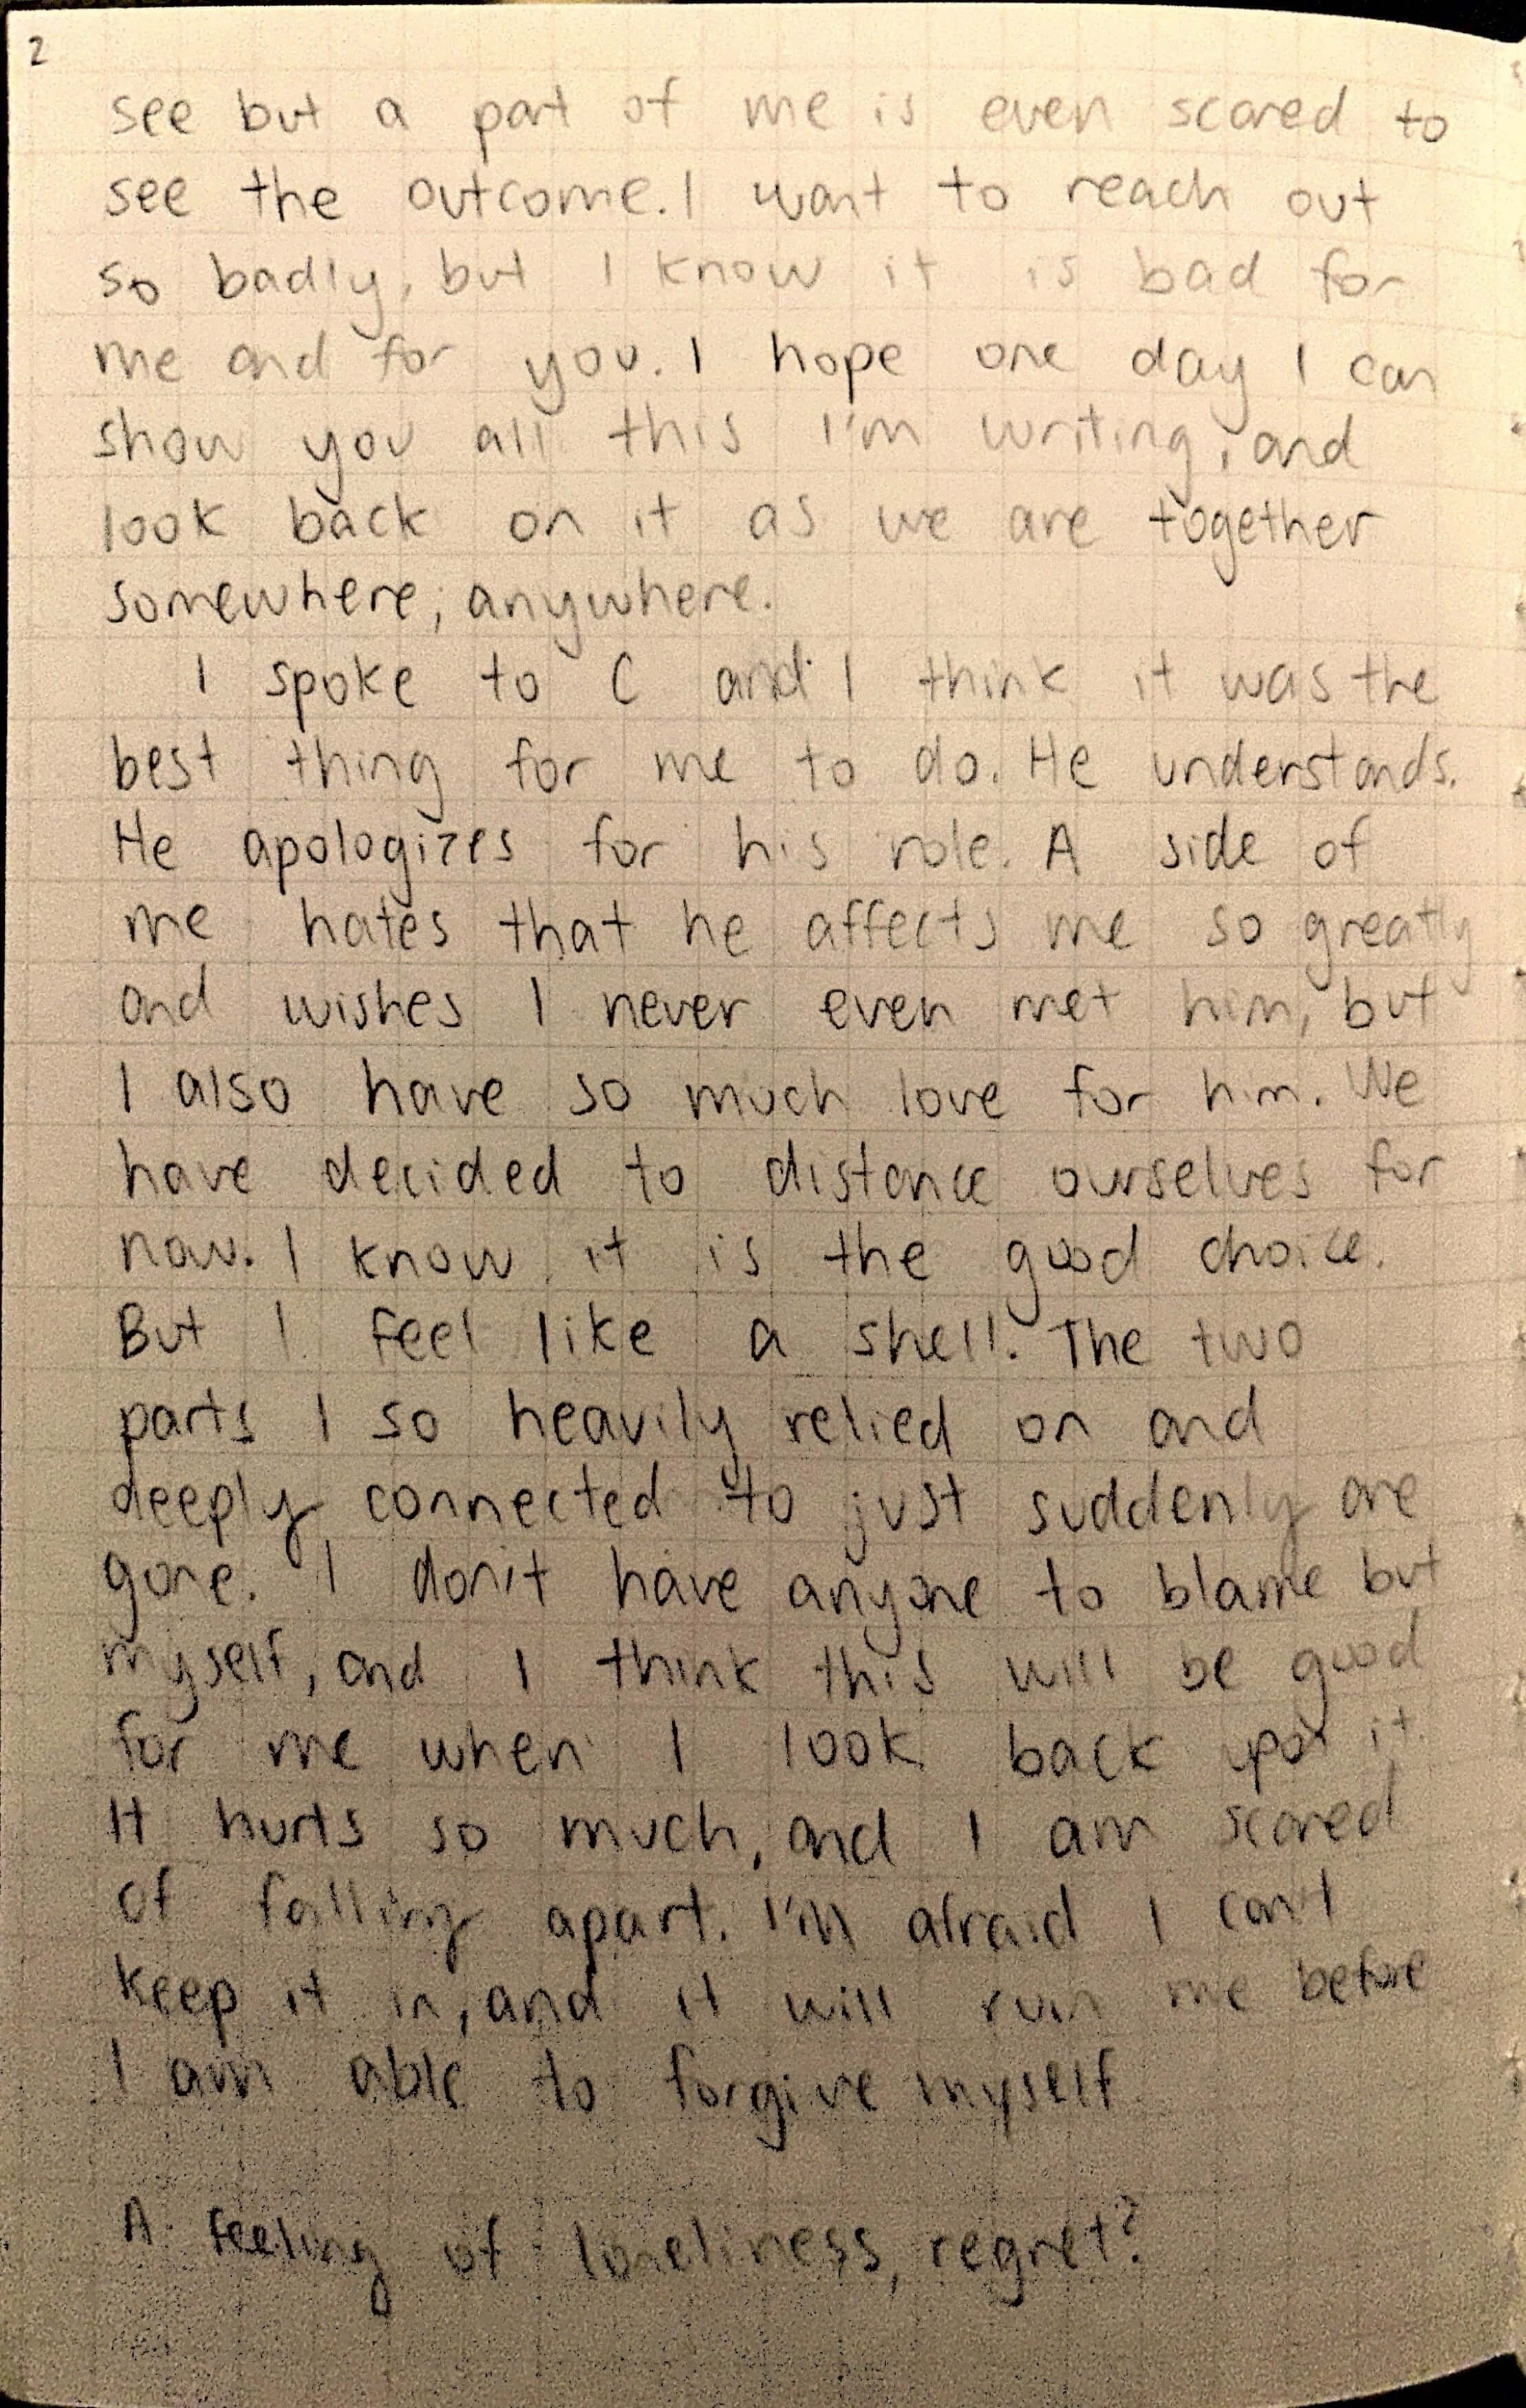 2
see but a part of me is even scared to
see the outcome. I want to reach out
so badly, but I know it is bad for
me and for you. I hope one day I can
show you all this I'm writing, and
look back on it as we are together
somewhere, anywhere.
I spoke to C and I think it was the
best thing for me to do. He understands.
He apologizes for his role. A side of
me hates that he affects me so greatly
and wishes I never even met him, but
I also have so much love for him. We
have decided to distance ourselves for
now. I know it is the good choice.
But I feel like a shell. The two
parts I so heavily relied on and
deeply connected to just suddenly are
gone. I don't have anyone to blame but
myself, and I think this will be good
for me when I look back upon it.
It hurts so much, and I am scared
of falling apart. I'm afraid I can't
keep it in, and it will ruin me before
I am able to forgive myself
A feeling of loneliness, regret?